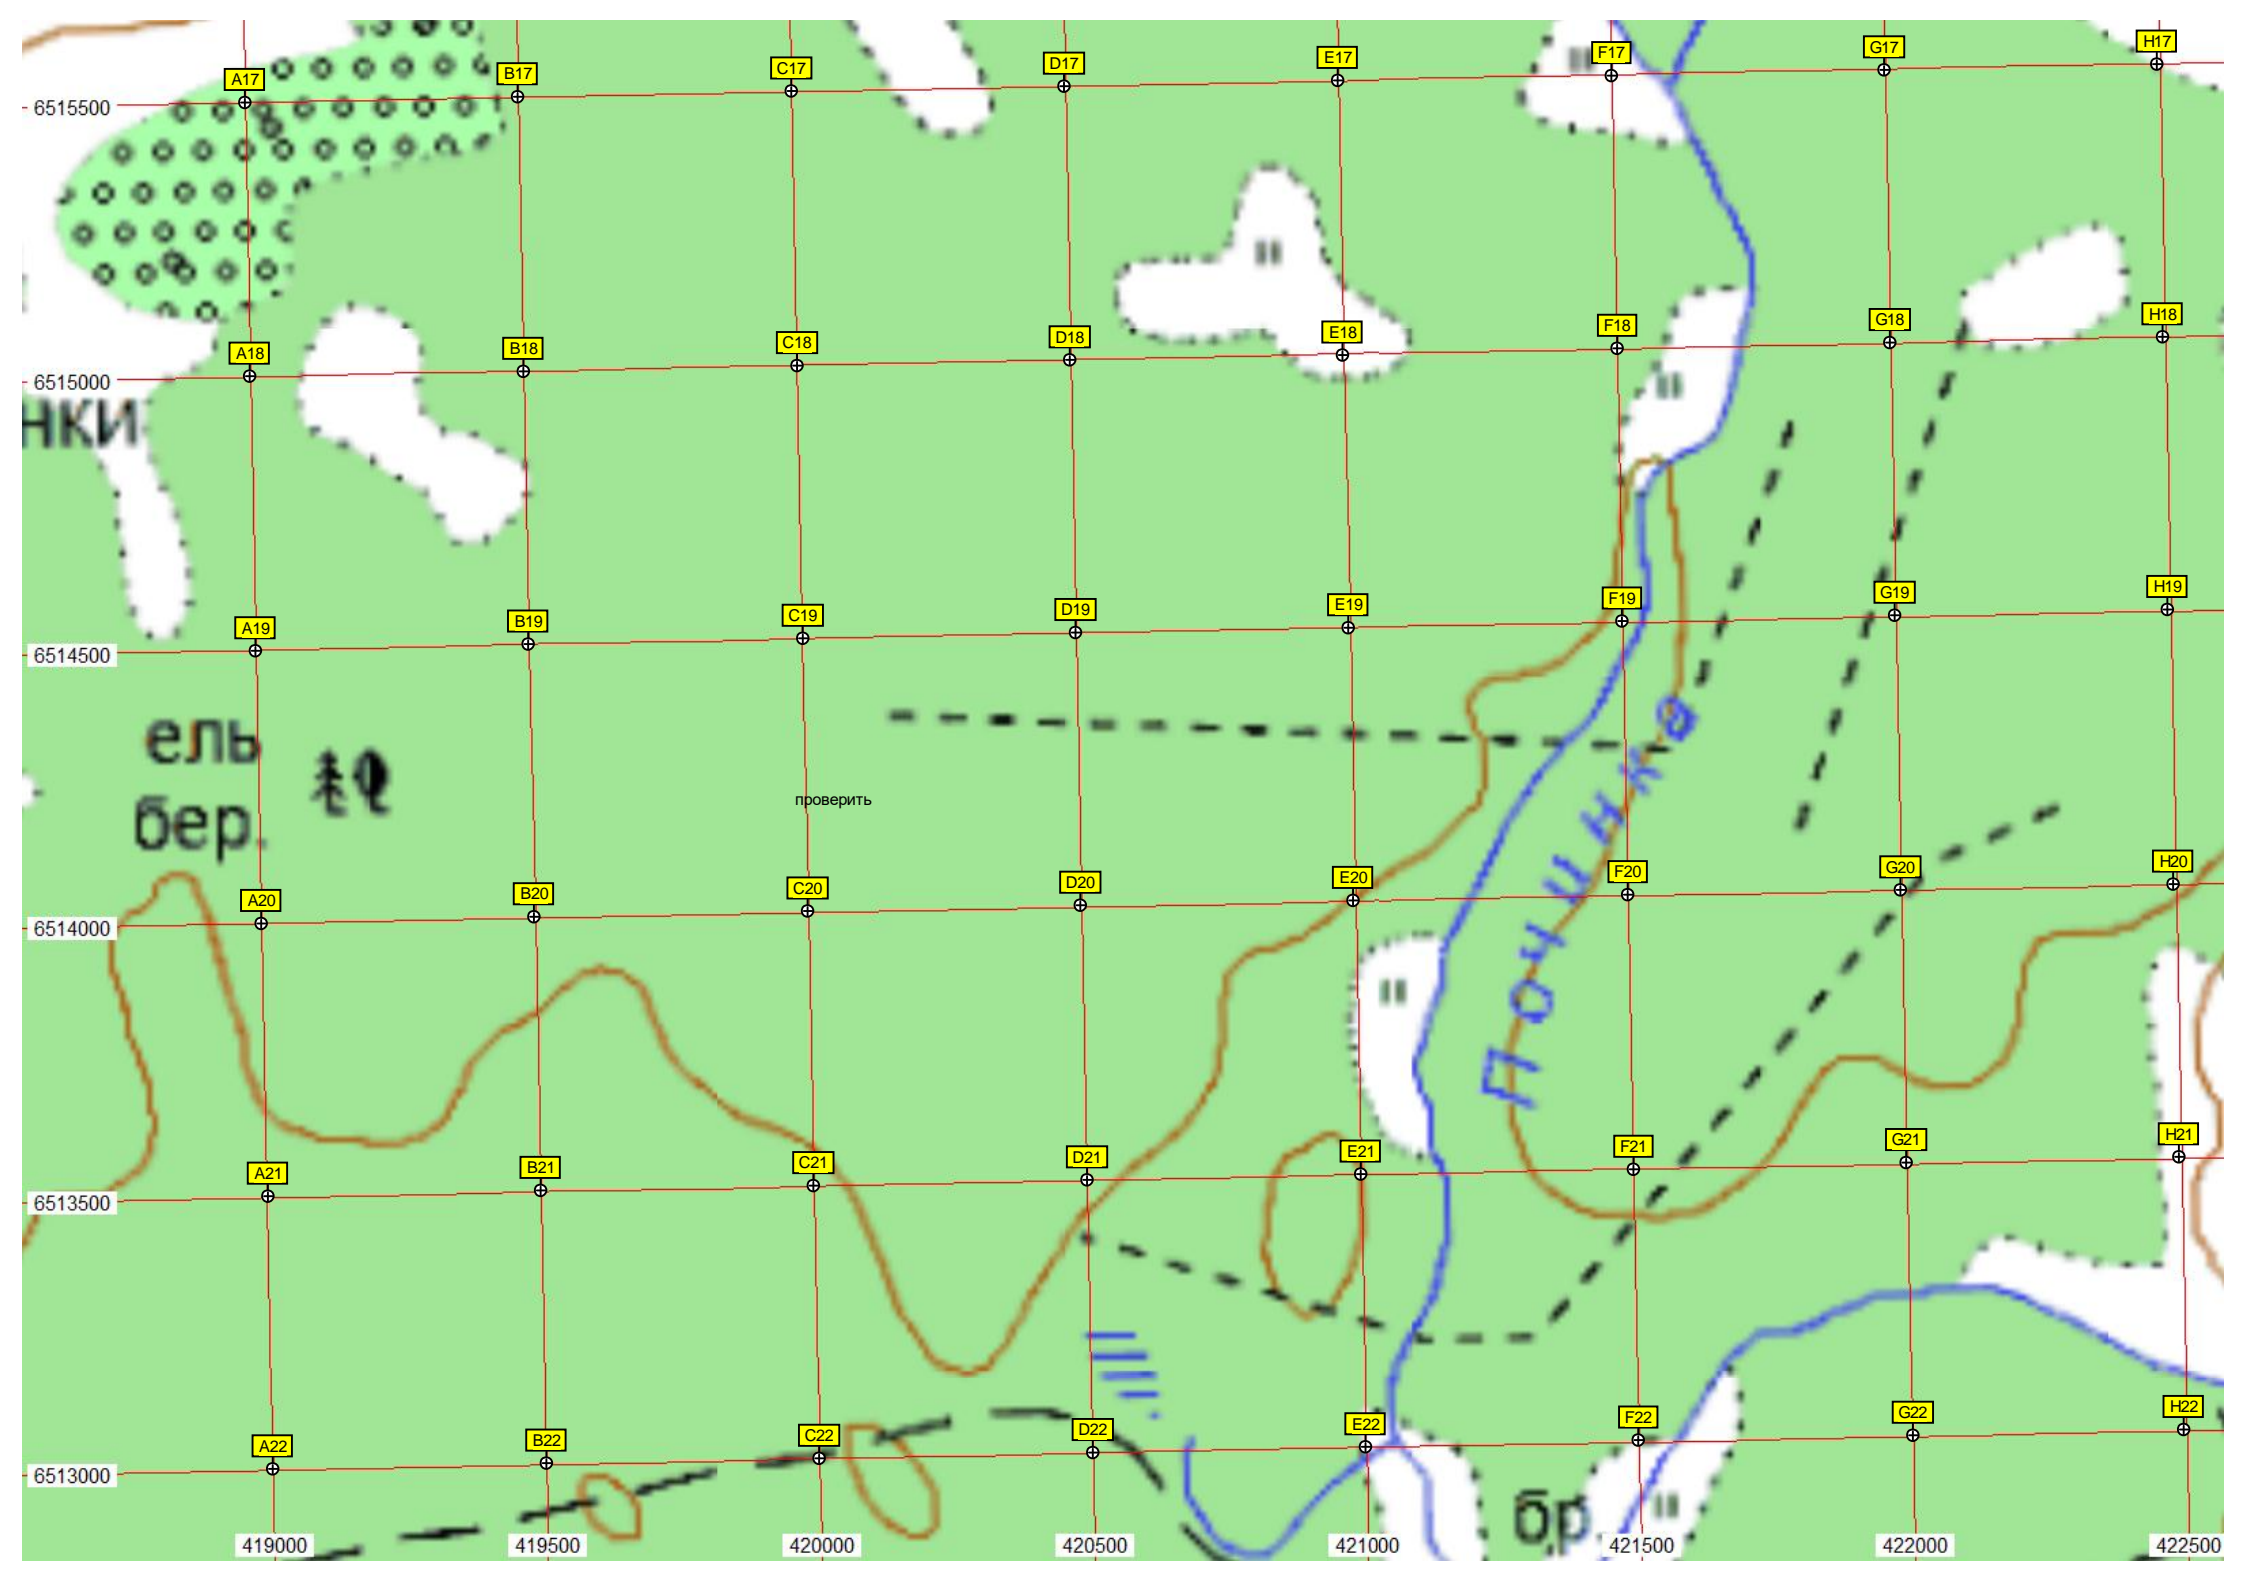 A17 B17 C17 D17 E17 F17 G17 H17
6515500
A18 B18 C18 D18 E18 F18 G18 H18
6515000
нки
A19 B19 C19 D19 E19 F19 G19 H19
6514500
ель
бер.
проверить
Починка
A20 B20 C20 D20 E20 F20 G20 H20
6514000
A21 B21 C21 D21 E21 F21 G21 H21
6513500
A22 B22 C22 D22 E22 F22 G22 H22
6513000
бр
419000 419500 420000 420500 421000 421500 422000 422500